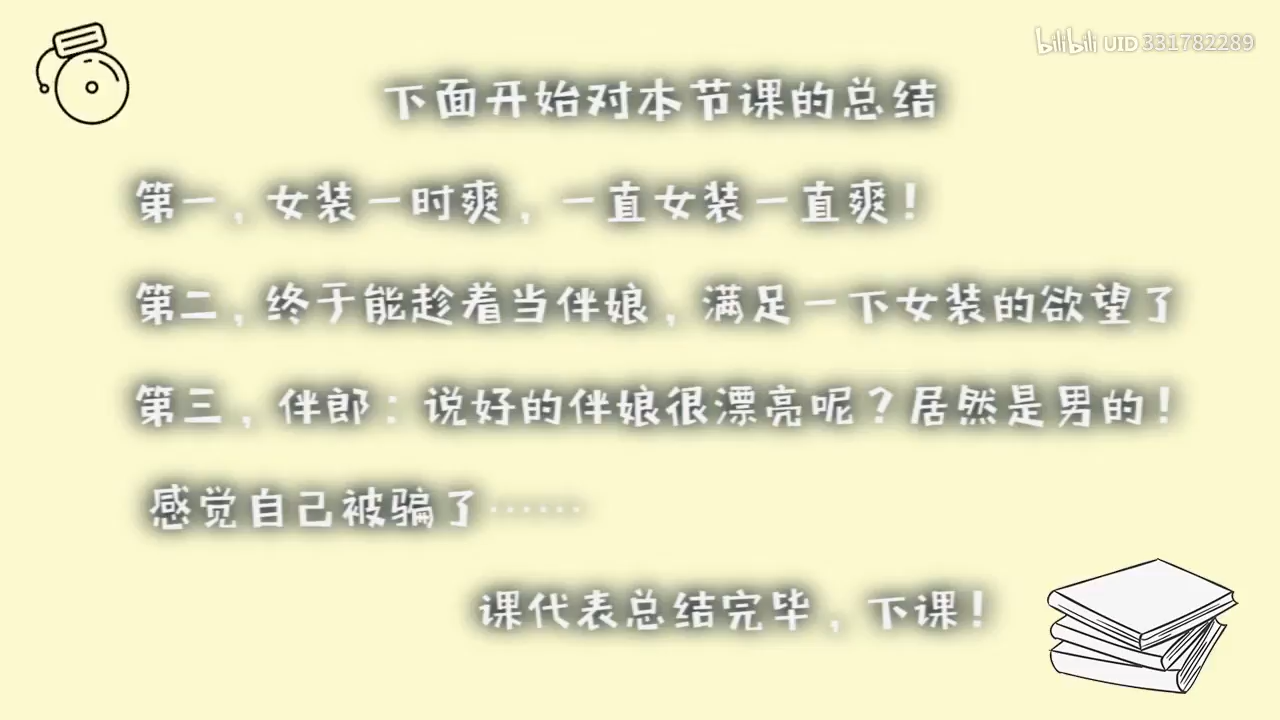 bilibili UID 331782289
下面开始对本节课的总结
第一，女装一时爽，一直女装一直爽！
第二，终于能趁着当伴娘，满足一下女装的欲望了
第三，伴郎：说好的伴娘很漂亮呢？居然是男的！
感觉自己被骗了……
课代表总结完毕，下课！